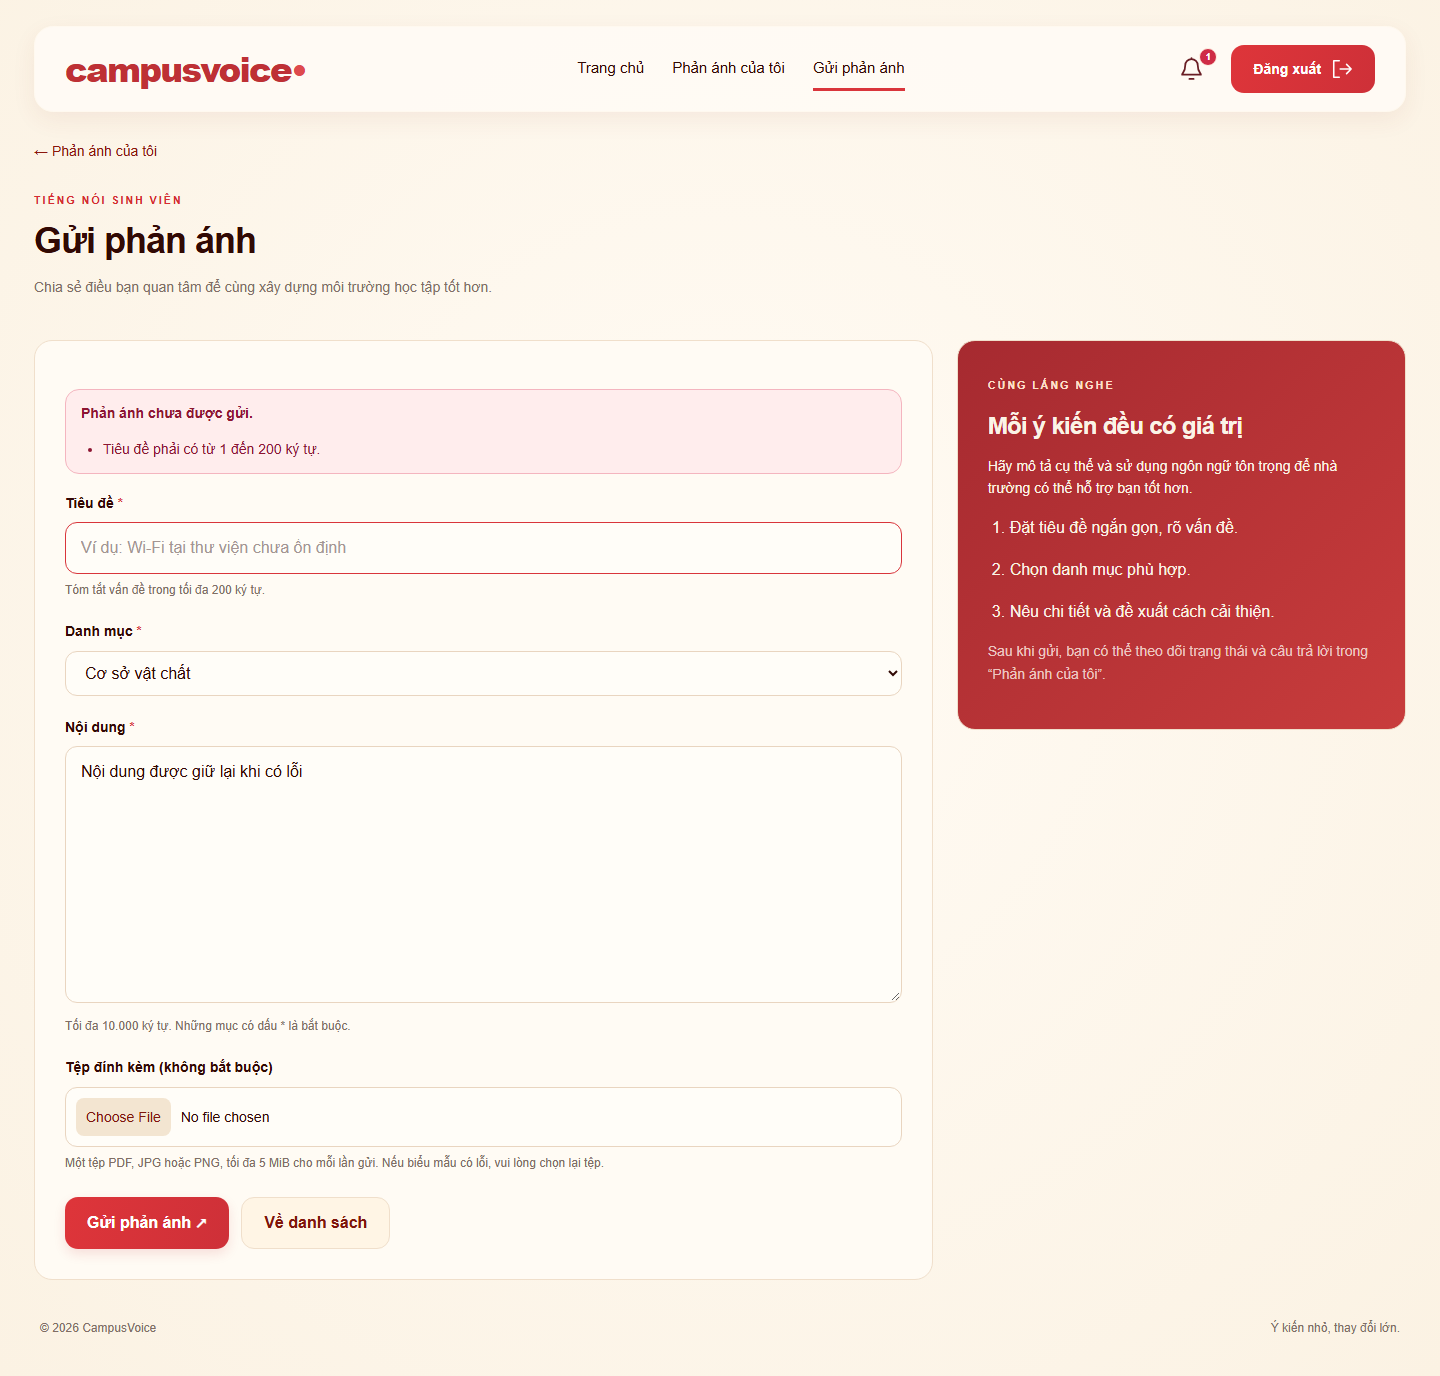 campusvoice
Trang chủ
Phản ánh của tôi
Gửi phản ánh
1
Đăng xuất
← Phản ánh của tôi
TIẾNG NÓI SINH VIÊN
Gửi phản ánh
Chia sẻ điều bạn quan tâm để cùng xây dựng môi trường học tập tốt hơn.
Phản ánh chưa được gửi.
• Tiêu đề phải có từ 1 đến 200 ký tự.
Tiêu đề *
Ví dụ: Wi-Fi tại thư viện chưa ổn định
Tóm tắt vấn đề trong tối đa 200 ký tự.
Danh mục *
Cơ sở vật chất
Nội dung *
Nội dung được giữ lại khi có lỗi
Tối đa 10.000 ký tự. Những mục có dấu * là bắt buộc.
Tệp đính kèm (không bắt buộc)
Choose File No file chosen
Một tệp PDF, JPG hoặc PNG, tối đa 5 MiB cho mỗi lần gửi. Nếu biểu mẫu có lỗi, vui lòng chọn lại tệp.
Gửi phản ánh ↗
Về danh sách
CÙNG LẮNG NGHE
Mỗi ý kiến đều có giá trị
Hãy mô tả cụ thể và sử dụng ngôn ngữ tôn trọng để nhà
trường có thể hỗ trợ bạn tốt hơn.
1. Đặt tiêu đề ngắn gọn, rõ vấn đề.
2. Chọn danh mục phù hợp.
3. Nêu chi tiết và đề xuất cách cải thiện.
Sau khi gửi, bạn có thể theo dõi trạng thái và câu trả lời trong
“Phản ánh của tôi”.
© 2026 CampusVoice
Ý kiến nhỏ, thay đổi lớn.